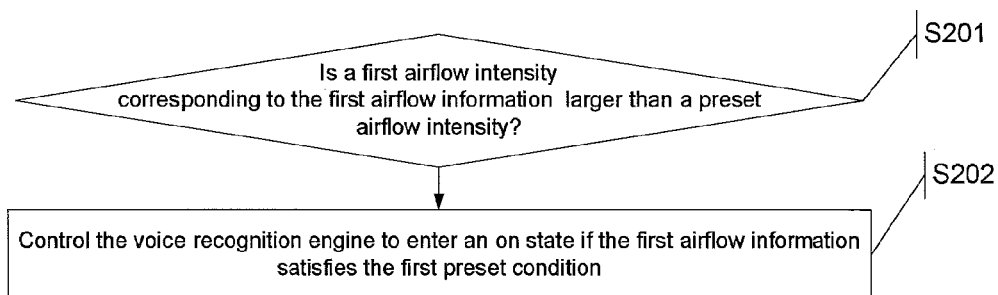 S201
Is a first airflow intensity
corresponding to the first airflow information larger than a preset
airflow intensity?
S202
Control the voice recognition engine to enter an on state if the first airflow information
satisfies the first preset condition